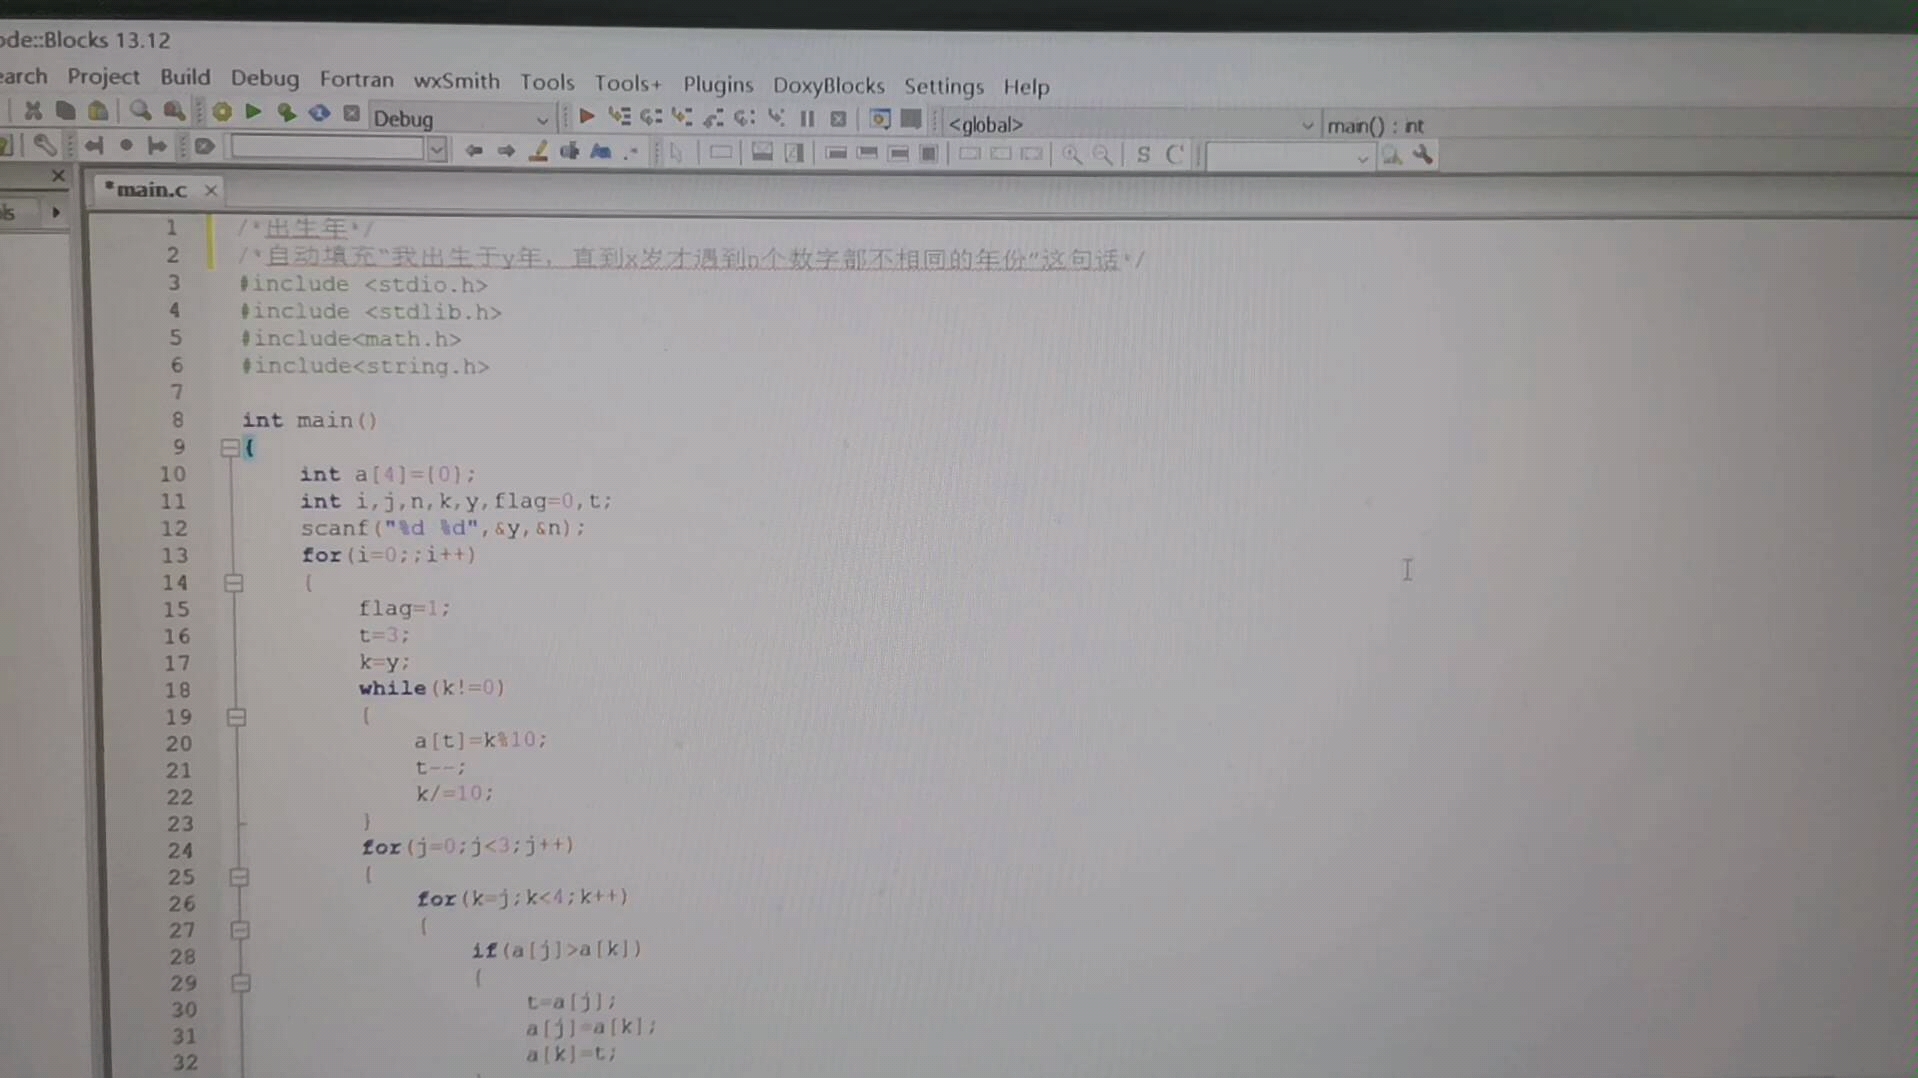 ode::Blocks 13.12
earch Project Build Debug Fortran wxSmith Tools Tools+ Plugins DoxyBlocks Settings Help
Debug <global> main() : int
S C
*main.c
ols
1 /*出生年*/
2 /*自动填充"我出生于y年，直到x岁才遇到n个数字都不相同的年份"这句话*/
3 #include <stdio.h>
4 #include <stdlib.h>
5 #include<math.h>
6 #include<string.h>
7
8 int main()
9 {
10 int a[4]={0};
11 int i,j,n,k,y,flag=0,t;
12 scanf("%d %d",&y,&n);
13 for(i=0;;i++)
14 {
15 flag=1;
16 t=3;
17 k=y;
18 while(k!=0)
19 {
20 a[t]=k%10;
21 t--;
22 k/=10;
23 }
24 for(j=0;j<3;j++)
25 {
26 for(k=j;k<4;k++)
27 {
28 if(a[j]>a[k])
29 {
30 t=a[j];
31 a[j]=a[k];
32 a[k]=t;